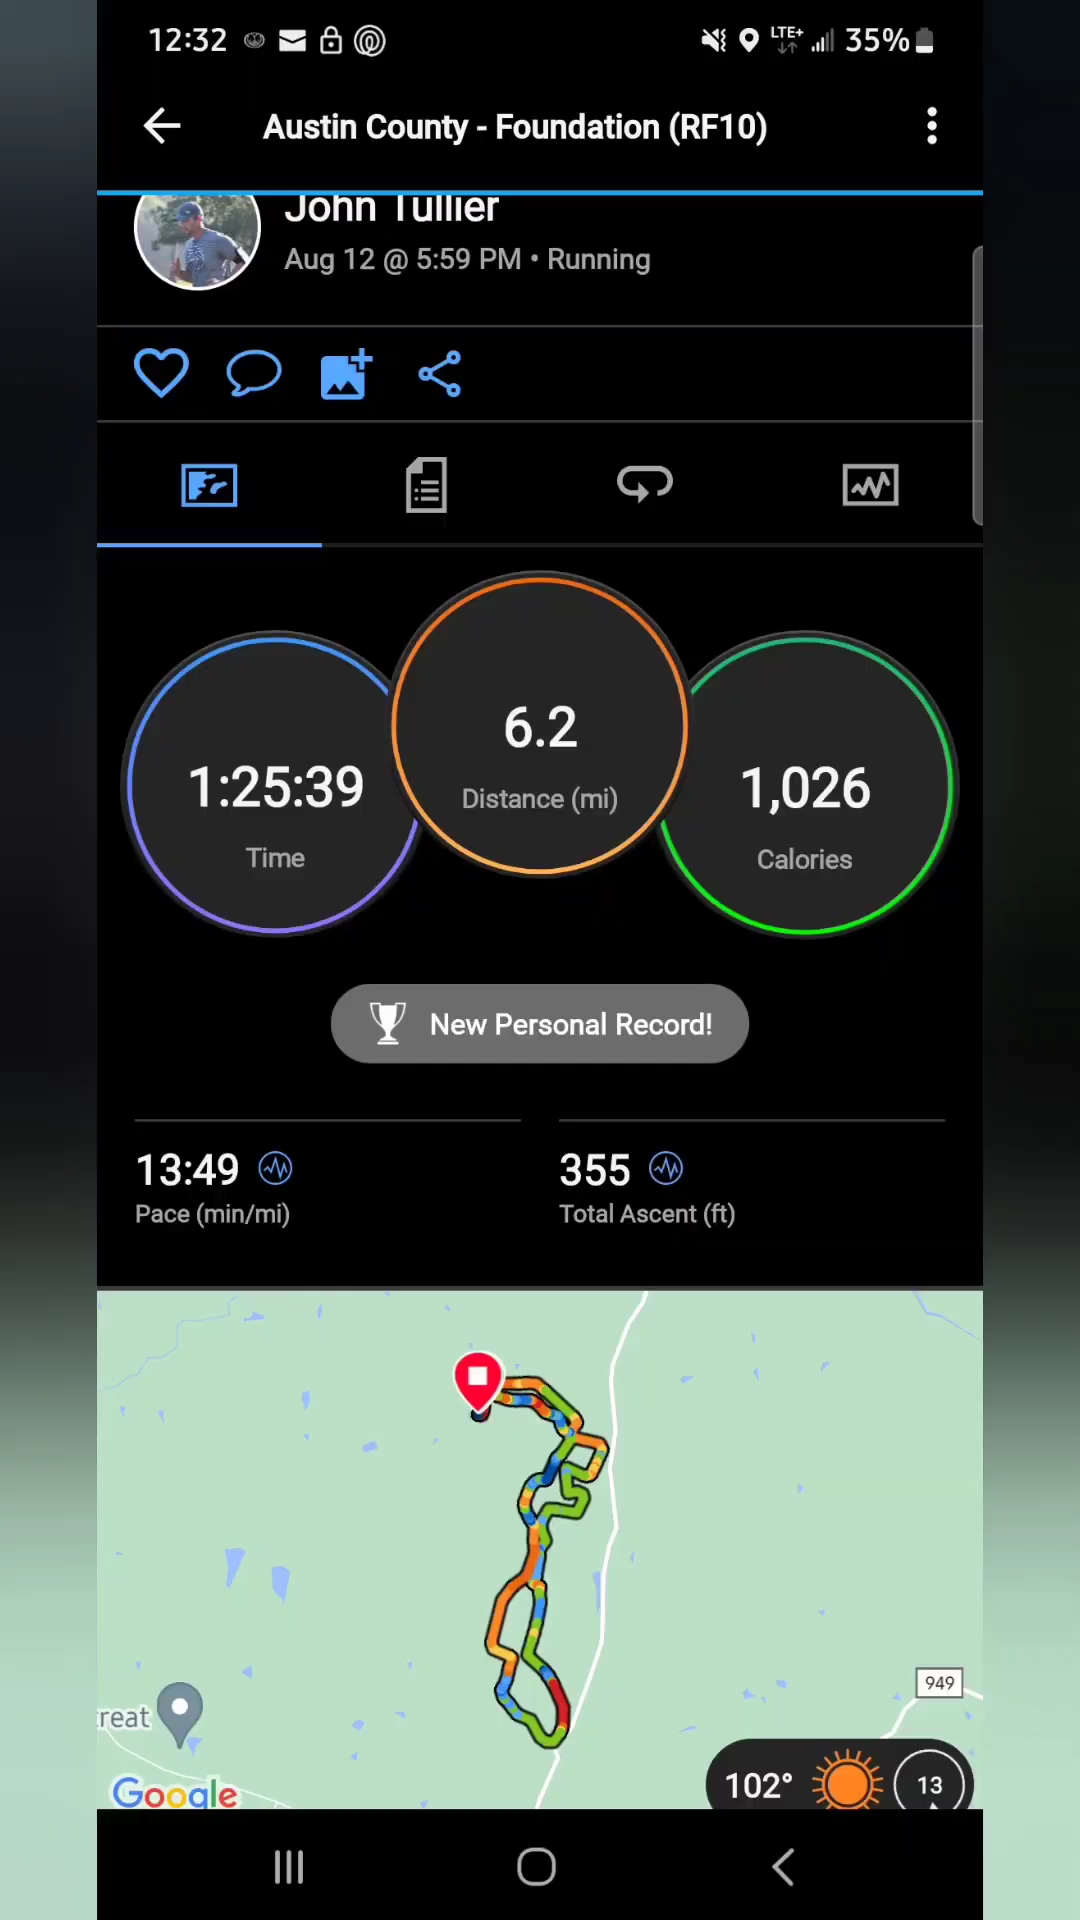 12:32 LTE+ 35%
Austin County - Foundation (RF10)
John Tullier
Aug 12 @ 5:59 PM • Running
6.2
Distance (mi)
1:25:39
Time
1,026
Calories
New Personal Record!
13:49
Pace (min/mi)
355
Total Ascent (ft)
949
reat
Google
102° 13